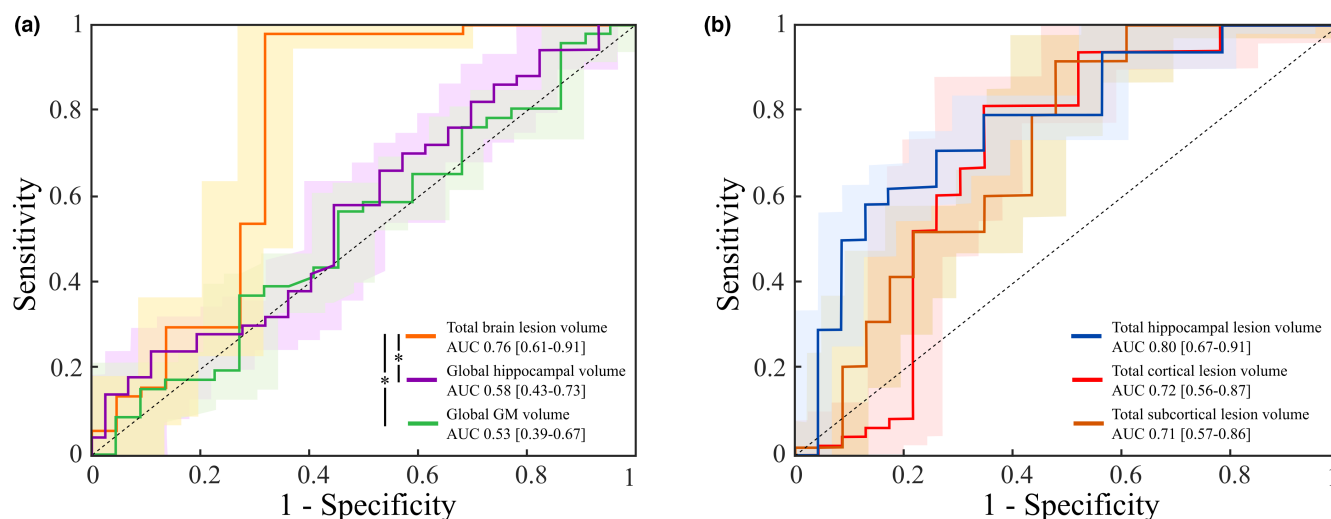 (a)
1
0.8
0.6
0.4
0.2
0
Sensitivity
0
0.2
0.4
0.6
0.8
1
1 - Specificity
*
*
Total brain lesion volume
AUC 0.76 [0.61-0.91]
Global hippocampal volume
AUC 0.58 [0.43-0.73]
Global GM volume
AUC 0.53 [0.39-0.67]
(b)
1
0.8
0.6
0.4
0.2
0
Sensitivity
0
0.2
0.4
0.6
0.8
1
1 - Specificity
Total hippocampal lesion volume
AUC 0.80 [0.67-0.91]
Total cortical lesion volume
AUC 0.72 [0.56-0.87]
Total subcortical lesion volume
AUC 0.71 [0.57-0.86]